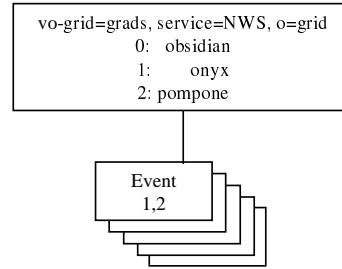 vo-grid=grads, service=NWS, o=grid
0: obsidian
1: onyx
2: pompone
Event
1,2